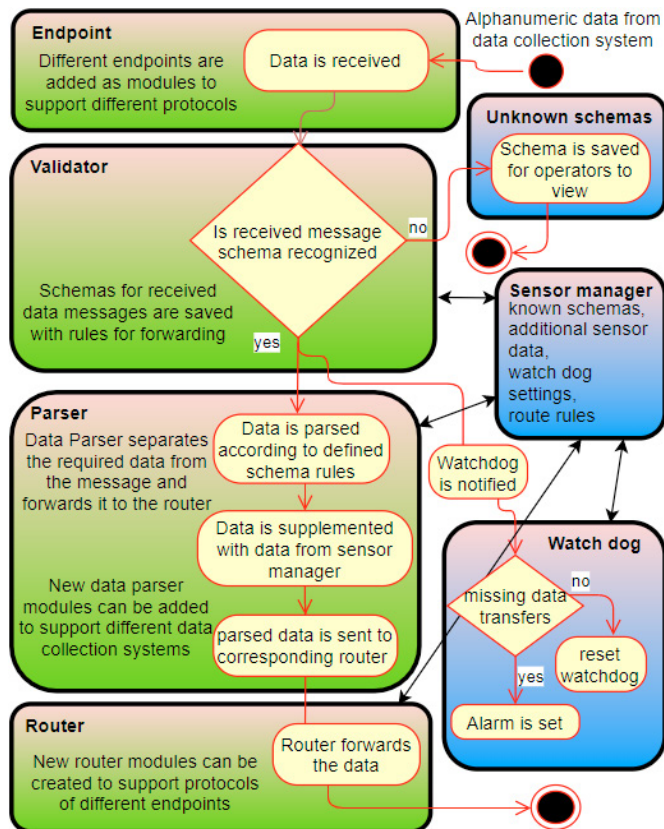 Endpoint
Different endpoints are
added as modules to
support different protocols
Data is received
Alphanumeric data from
data collection system
Unknown schemas
Schema is saved
for operators to
view
Validator
Is received message
schema recognized
no
Schemas for received
data messages are saved
with rules for forwarding
yes
Sensor manager
known schemas,
additional sensor
data,
watch dog
settings,
route rules
Parser
Data Parser separates
the required data from
the message and
forwards it to the router
Data is parsed
according to defined
schema rules
Watchdog
is notified
Data is supplemented
with data from sensor
manager
New data parser
modules can be added
to support different data
collection systems
parsed data is sent to
corresponding router
Watch dog
missing data
transfers
no
reset
watchdog
yes
Alarm is set
Router
New router modules can be
created to support protocols
of different endpoints
Router forwards
the data